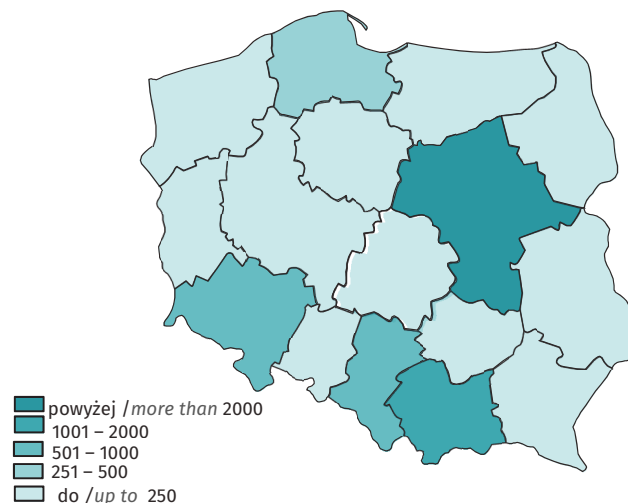 powyżej /more than 2000
1001 – 2000
501 – 1000
251 – 500
do /up to 250